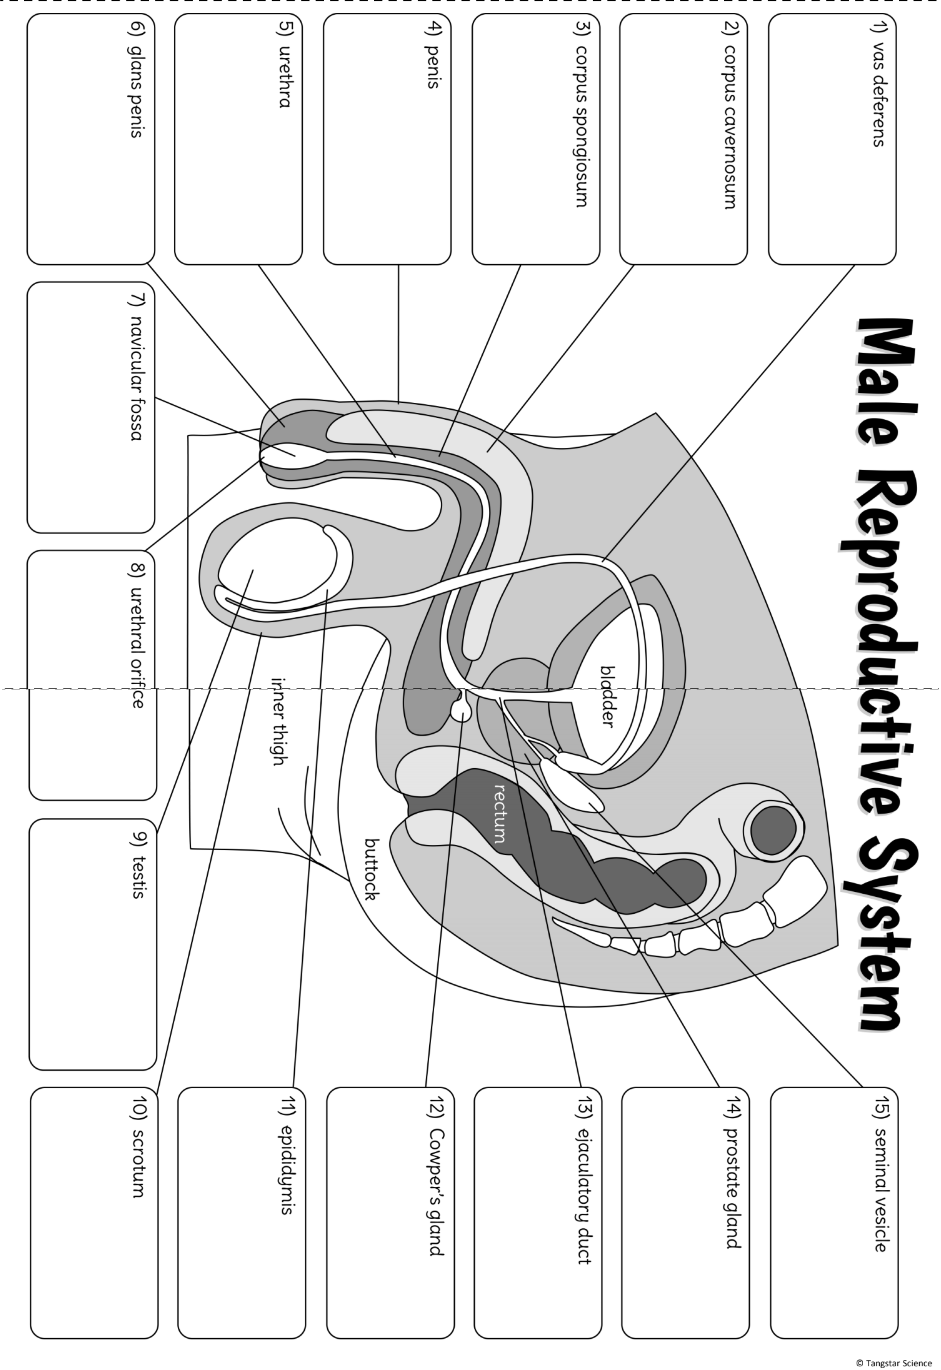 Male Reproductive System
1) vas deferens
2) corpus cavernosum
3) corpus spongiosum
4) penis
5) urethra
6) glans penis
7) navicular fossa
8) urethral orifice
9) testis
10) scrotum
11) epididymis
12) Cowper's gland
13) ejaculatory duct
14) prostate gland
15) seminal vesicle
bladder
rectum
buttock
inner thigh
© Tangstar Science